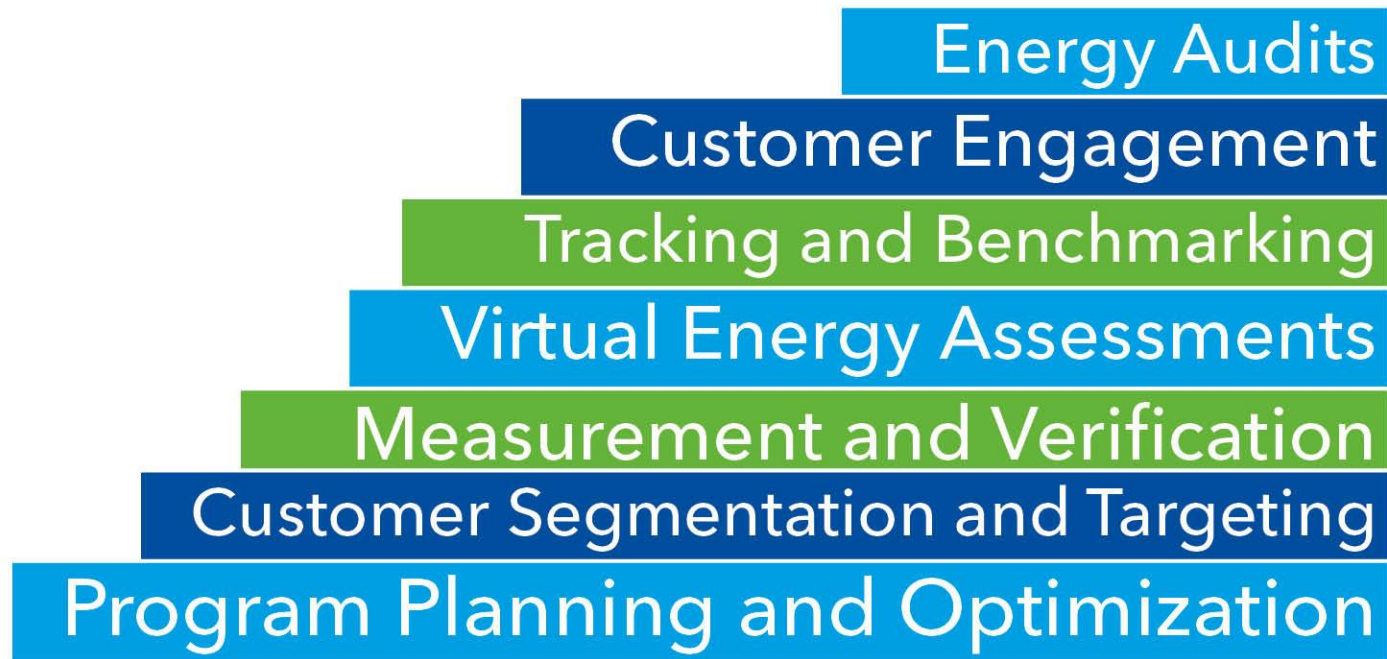 Energy Audits
Customer Engagement
Tracking and Benchmarking
Virtual Energy Assessments
Measurement and Verification
Customer Segmentation and Targeting
Program Planning and Optimization